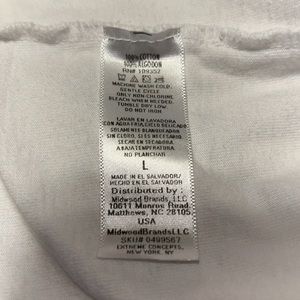 100% COTTON
100% ALGODON
RN# 109352
MACHINE WASH COLD
GENTLE CYCLE
ONLY NON-CHLORINE
BLEACH WHEN NEEDED
TUMBLE DRY LOW
DO NOT IRON
LAVAR EN LAVADORA
CON AGUA FRIA, CICLO DELICADO
SOLAMENTE BLANQUEADOR
SIN CLORO, SI ES NECESARIO
SECAR EN SECADORA
A BAJA TEMPERATURA
NO PLANCHAR
L
MADE IN EL SALVADOR/
HECHO EN EL SALVADOR
Distributed by:
Midwood Brands, LLC
10611 Monroe Road
Matthews, NC 28105
USA
MidwoodBrandsLLC
SKU# 0499567
EXTREME CONCEPTS,
NEW YORK, NY